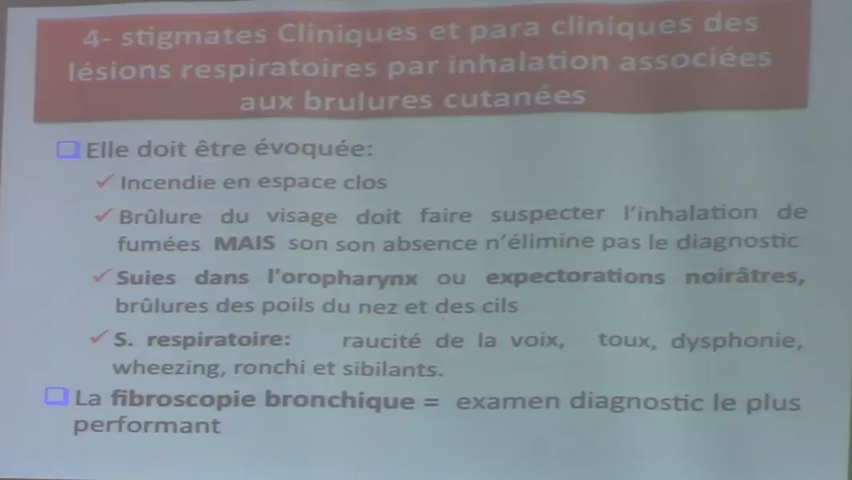 4- stigmates Cliniques et para cliniques des
lésions respiratoires par inhalation associées
aux brulures cutanées
Elle doit être évoquée:
Incendie en espace clos
Brûlure du visage doit faire suspecter l'inhalation de
fumées MAIS son son absence n'élimine pas le diagnostic
Suies dans l'oropharynx ou expectorations noirâtres,
brûlures des poils du nez et des cils
S. respiratoire: raucité de la voix, toux, dysphonie,
wheezing, ronchi et sibilants.
La fibroscopie bronchique = examen diagnostic le plus
performant